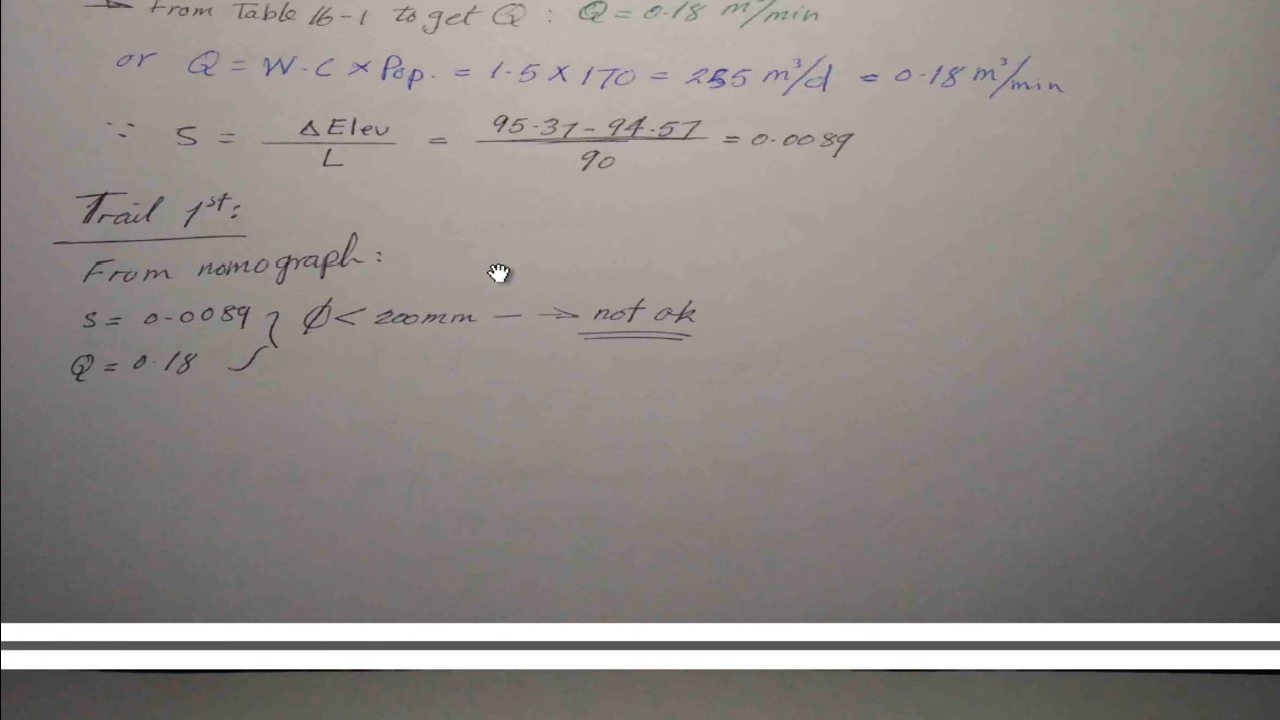 → From Table 16-1 to get Q : Q = 0.18 m³/min
or Q = W.C × Pop. = 1.5 × 170 = 255 m³/d = 0.18 m³/min
∵ S = ΔElev / L = 95.37 - 94.57 / 90 = 0.0089
Trail 1st:
From nomograph:
S = 0.0089 } Ø < 200mm — → not ok
Q = 0.18